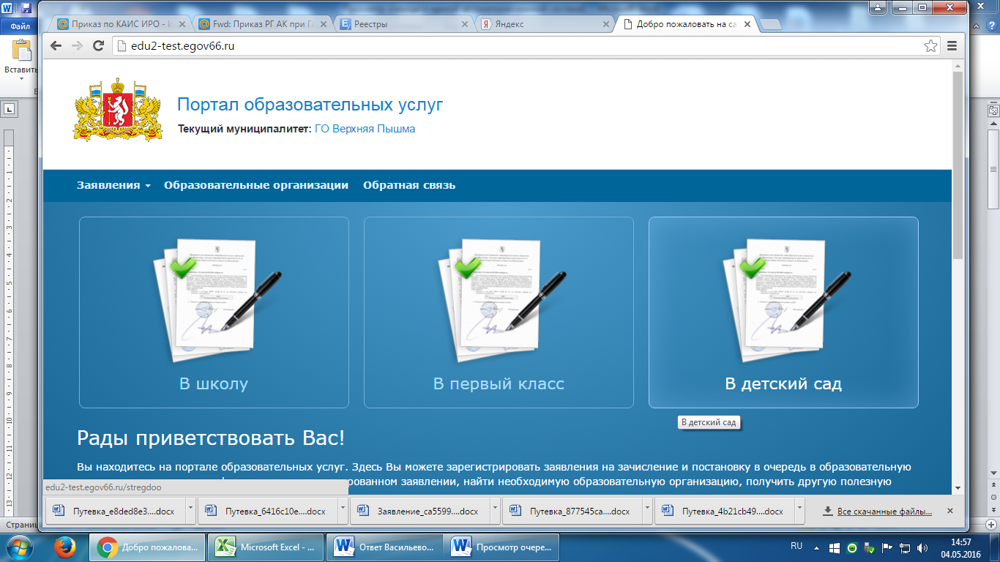 Файл
Вставить
Приказ по КАИС ИРО - k
Fwd: Приказ РГ АК при ГА
Реестры
Яндекс
Добро пожаловать на са
edu2-test.egov66.ru
Портал образовательных услуг
Текущий муниципалитет: ГО Верхняя Пышма
Заявления
Образовательные организации
Обратная связь
В школу
В первый класс
В детский сад
В детский сад
Рады приветствовать Вас!
Вы находитесь на портале образовательных услуг. Здесь Вы можете зарегистрировать заявления на зачисление и постановку в очередь в образовательную
рованном заявлении, найти необходимую образовательную организацию, получить другую полезную
edu2-test.egov66.ru/stregdoo
Путевка_e8ded8e3....docx
Путевка_6416c10e....docx
Заявление_ca5599....docx
Путевка_877545ca....docx
Путевка_4b21cb49....docx
Все скачанные файлы...
Страниц
Добро пожалова...
Microsoft Excel - ...
Ответ Васильево...
Просмотр очере...
RU
14:57
04.05.2016